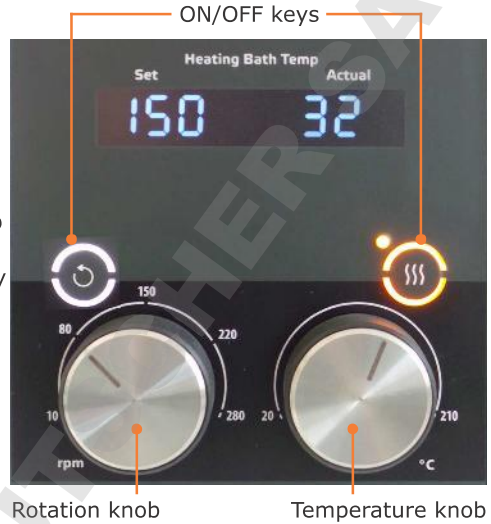 ON/OFF keys
Heating Bath Temp
Set Actual
150 32
150
80 220
10 280 20 210
rpm °C
Rotation knob Temperature knob